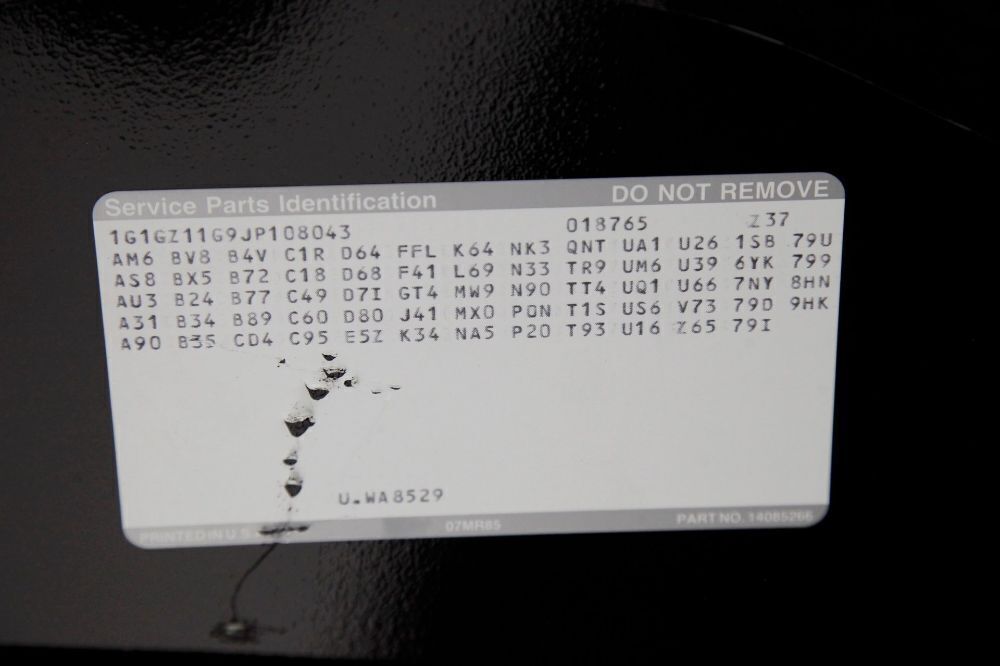 Service Parts Identification DO NOT REMOVE
1G1GZ11G9JP108043 018765 Z37
AM6 BV8 B4V C1R D64 FFL K64 NK3 QNT UA1 U26 1SB 79U
AS8 BX5 B72 C18 D68 F41 L69 N33 TR9 UM6 U39 6YK 799
AU3 B24 B77 C49 D7I GT4 MW9 N90 TT4 UQ1 U66 7NY 8HN
A31 B34 B89 C60 D80 J41 MX0 PON T1S US6 V73 790 9HK
A90 B35 CD4 C95 E5Z K34 NA5 P20 T93 U16 Z65 79I
U.WA8529
PRINTED IN U S 07MR85 PART NO. 14085266